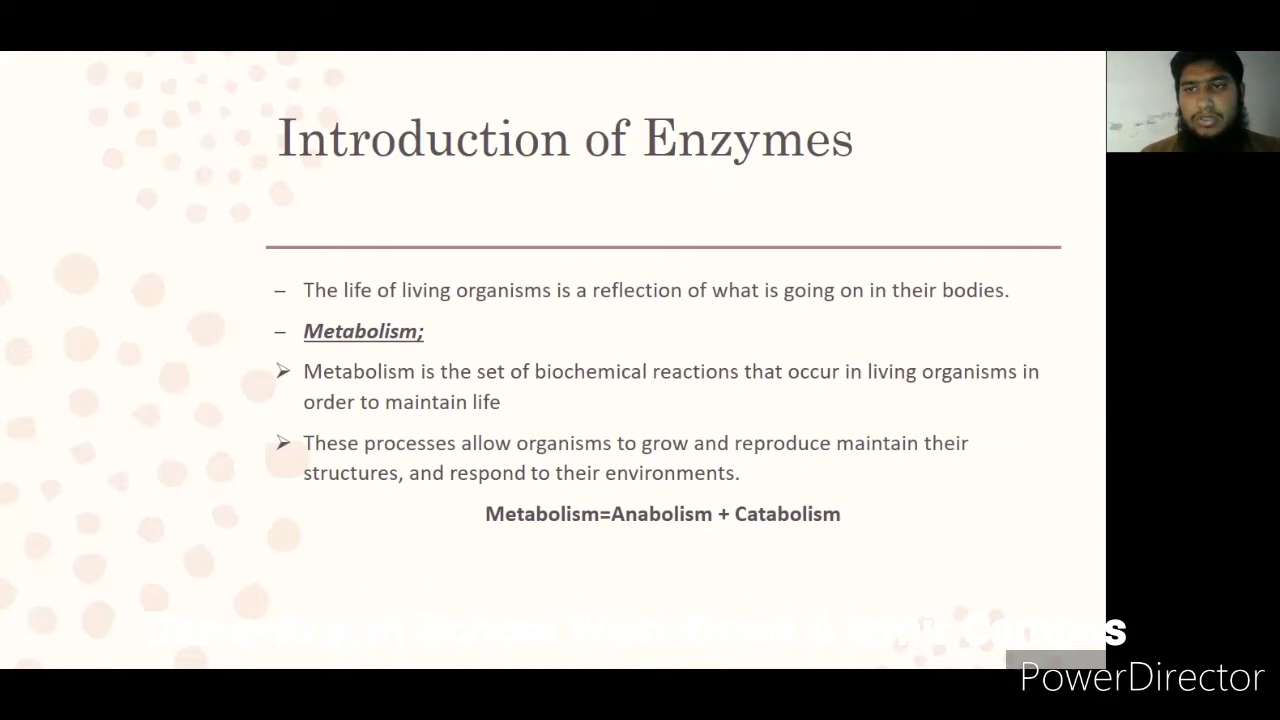 Introduction of Enzymes
– The life of living organisms is a reflection of what is going on in their bodies.
– Metabolism;
➢ Metabolism is the set of biochemical reactions that occur in living organisms in
order to maintain life
➢ These processes allow organisms to grow and reproduce maintain their
structures, and respond to their environments.
Metabolism=Anabolism + Catabolism
PowerDirector